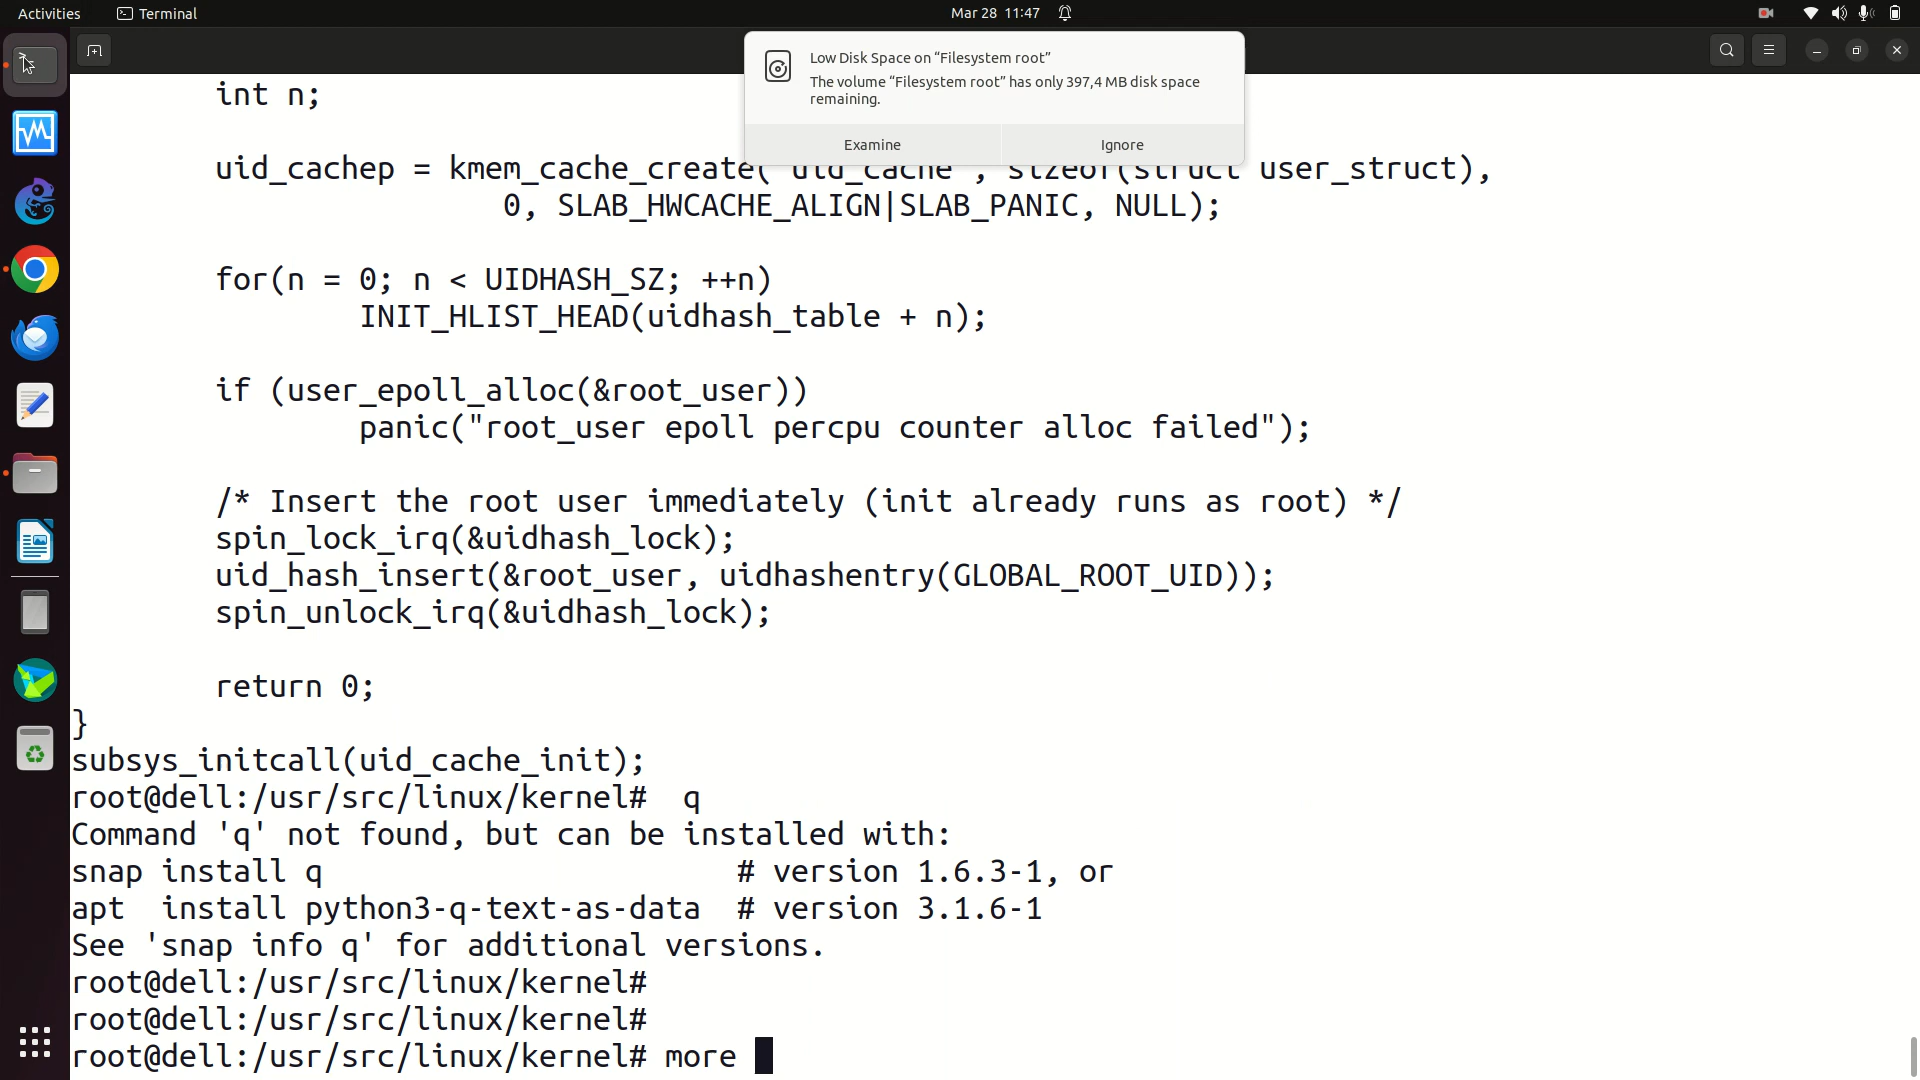 Activities
Terminal
Mar 28 11:47
Low Disk Space on “Filesystem root”
The volume “Filesystem root” has only 397,4 MB disk space
remaining.
Examine
Ignore
int n;
uid_cachep = kmem_cache_create("uid_cache", sizeof(struct user_struct),
0, SLAB_HWCACHE_ALIGN|SLAB_PANIC, NULL);
for(n = 0; n < UIDHASH_SZ; ++n)
INIT_HLIST_HEAD(uidhash_table + n);
if (user_epoll_alloc(&root_user))
panic("root_user epoll percpu counter alloc failed");
/* Insert the root user immediately (init already runs as root) */
spin_lock_irq(&uidhash_lock);
uid_hash_insert(&root_user, uidhashentry(GLOBAL_ROOT_UID));
spin_unlock_irq(&uidhash_lock);
return 0;
}
subsys_initcall(uid_cache_init);
root@dell:/usr/src/linux/kernel#  q
Command 'q' not found, but can be installed with:
snap install q                       # version 1.6.3-1, or
apt  install python3-q-text-as-data  # version 3.1.6-1
See 'snap info q' for additional versions.
root@dell:/usr/src/linux/kernel#
root@dell:/usr/src/linux/kernel#
root@dell:/usr/src/linux/kernel# more